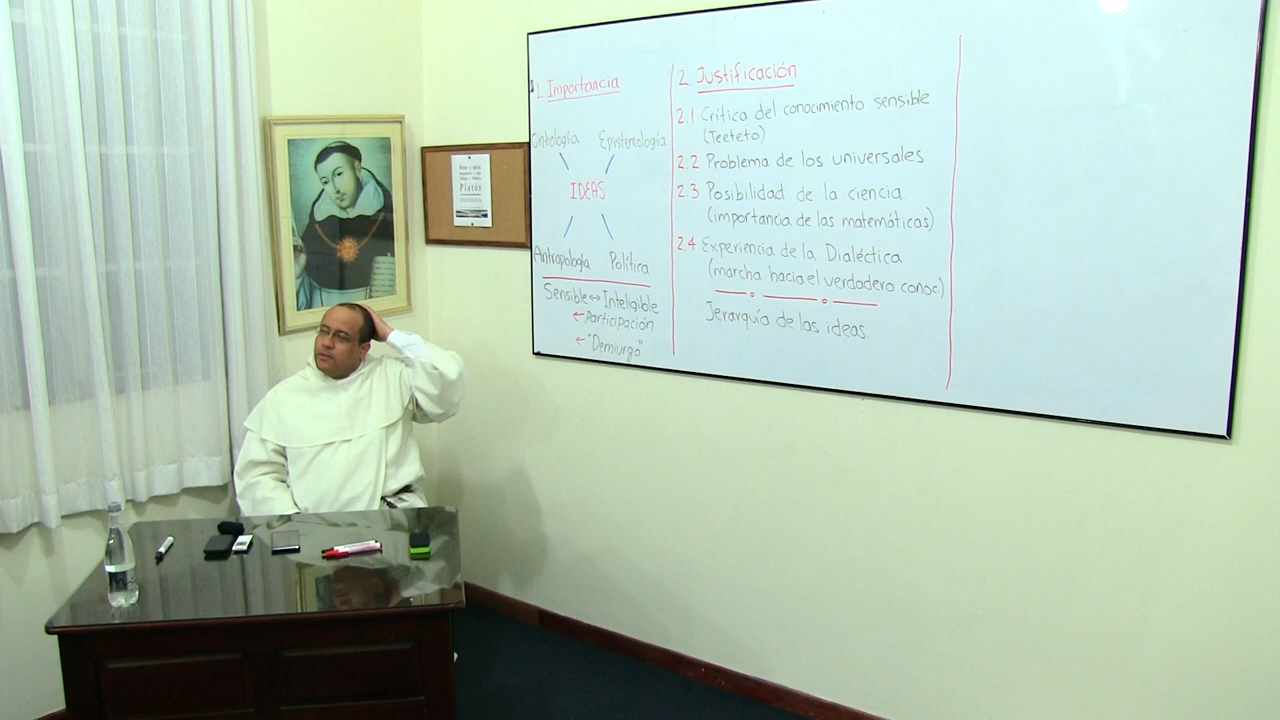 1. Importancia
Ontología Epistemología
IDEAS
Antropología Política
Sensible ↔ Inteligible
← Participación
← "Demiurgo"
2. Justificación
2.1 Crítica del conocimiento sensible
(Teeteto)
2.2 Problema de los universales
2.3 Posibilidad de la ciencia.
(importancia de las matemáticas)
2.4 Experiencia de la Dialéctica
(marcha hacia el verdadero conoc)
Jerarquía de las ideas.
Platón